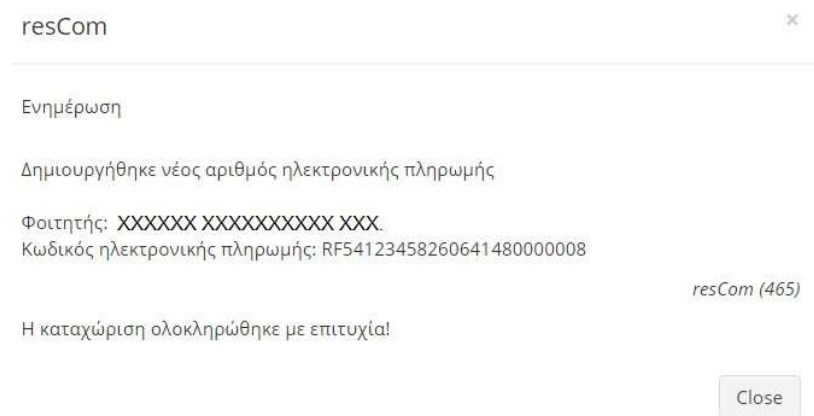 resCom
×
Ενημέρωση
Δημιουργήθηκε νέος αριθμός ηλεκτρονικής πληρωμής
Φοιτητής: XXXXXX XXXXXXXXXX XXX.
Κωδικός ηλεκτρονικής πληρωμής: RF54123458260641480000008
resCom (465)
Η καταχώριση ολοκληρώθηκε με επιτυχία!
Close